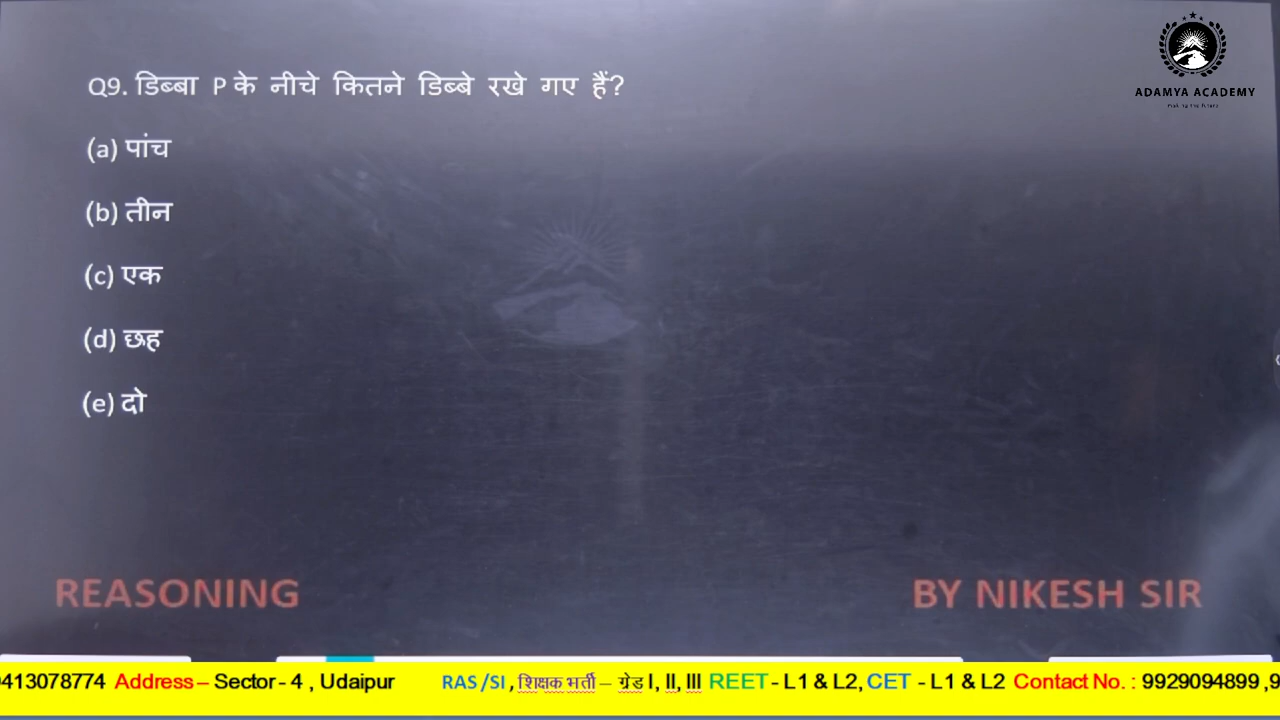 ADAMYA ACADEMY
Q9. डिब्बा P के नीचे कितने डिब्बे रखे गए हैं?
(a) पांच
(b) तीन
(c) एक
(d) छह
(e) दो
REASONING
BY NIKESH SIR
9413078774 Address – Sector - 4 , Udaipur RAS /SI , शिक्षक भर्ती – ग्रेड I, II, III REET - L1 & L2, CET - L1 & L2 Contact No. : 9929094899 ,9